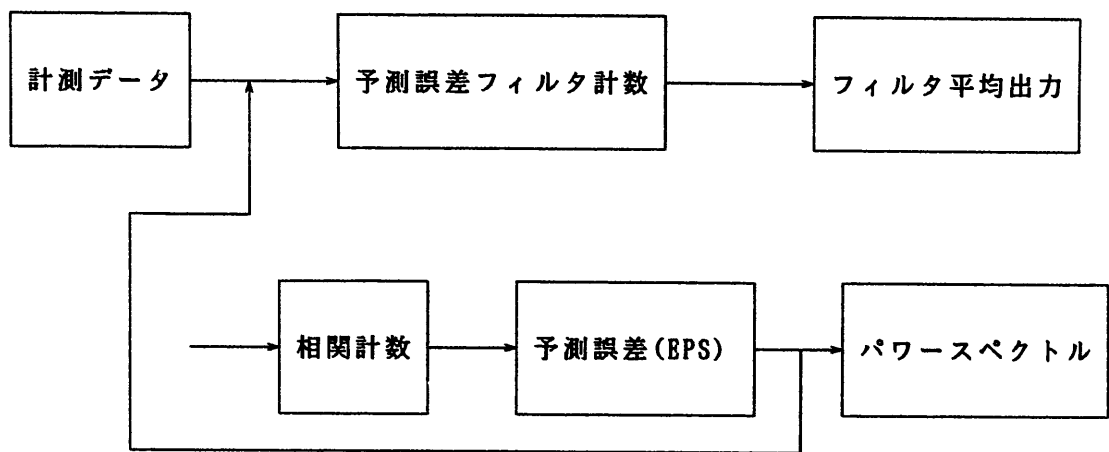 計測データ
予測誤差フィルタ計数
フィルタ平均出力
相関計数
予測誤差(EPS)
パワースペクトル